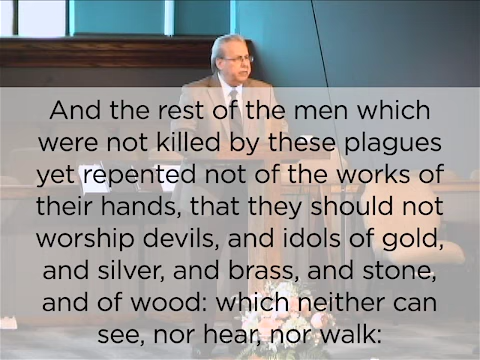 And the rest of the men which
were not killed by these plagues
yet repented not of the works of
their hands, that they should not
worship devils, and idols of gold,
and silver, and brass, and stone,
and of wood: which neither can
see, nor hear, nor walk: